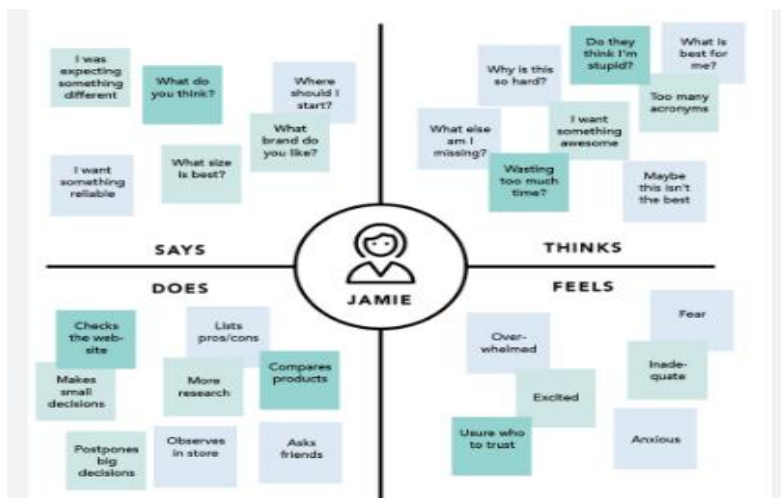 I was
expecting
something
different
What do
you think?
Where
should I
start?
What
brand do
you like?
I want
something
reliable
What size
is best?
SAYS
Why is this
so hard?
Do they
think I'm
stupid?
What is
best for
me?
Too many
acronyms
What else
am I
missing?
I want
something
awesome
Wasting
too much
time?
Maybe
this isn't
the best
THINKS
JAMIE
DOES
Checks
the web-
site
Lists
pros/cons
Compares
products
Makes
small
decisions
More
research
Postpones
big
decisions
Observes
in store
Asks
friends
FEELS
Over-
whelmed
Fear
Inade-
quate
Excited
Usure who
to trust
Anxious